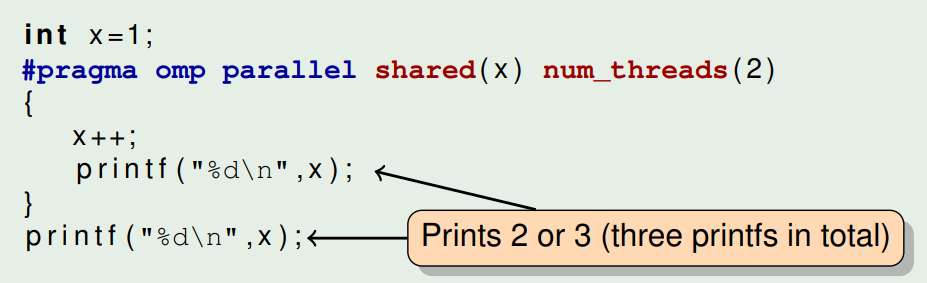 int x=1;
#pragma omp parallel shared(x) num_threads(2)
{
x++;
printf("%d\n",x);
}
printf("%d\n",x);
Prints 2 or 3 (three printfs in total)